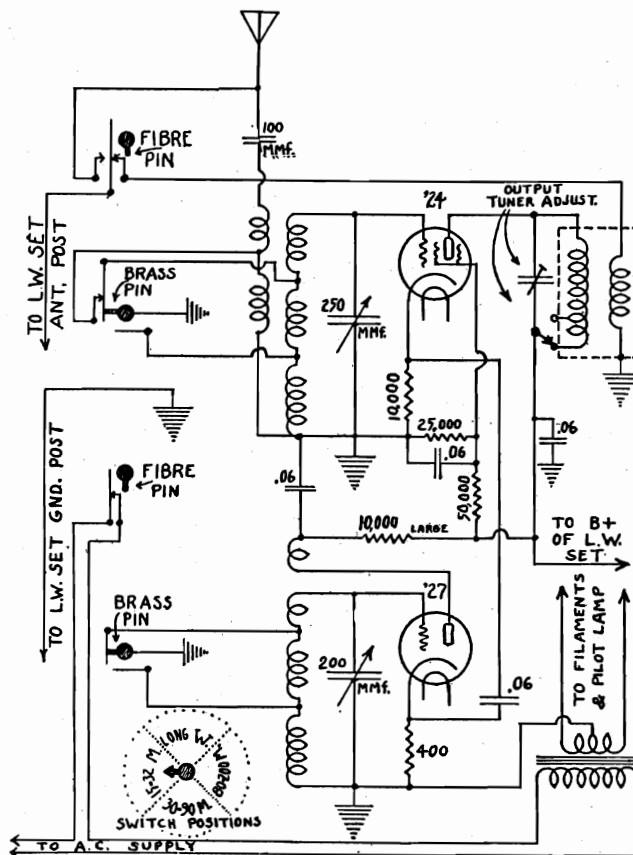 100
MMf.
FIBRE
PIN
'24
OUTPUT
TUNER ADJUST.
TO L.W. SET
ANT. POST
BRASS
PIN
250
MMf.
10,000
25,000
.06
.06
50,000
.06
TO L.W. SET GND. POST
FIBRE
PIN
10,000 LARGE
TO B+
OF L.W.
SET.
BRASS
PIN
'27
200
MMf.
.06
400
TO FILAMENTS
& PILOT LAMP
LONG W.
15-32 M.
80-200
30-90 M.
SWITCH POSITIONS
TO A.C. SUPPLY